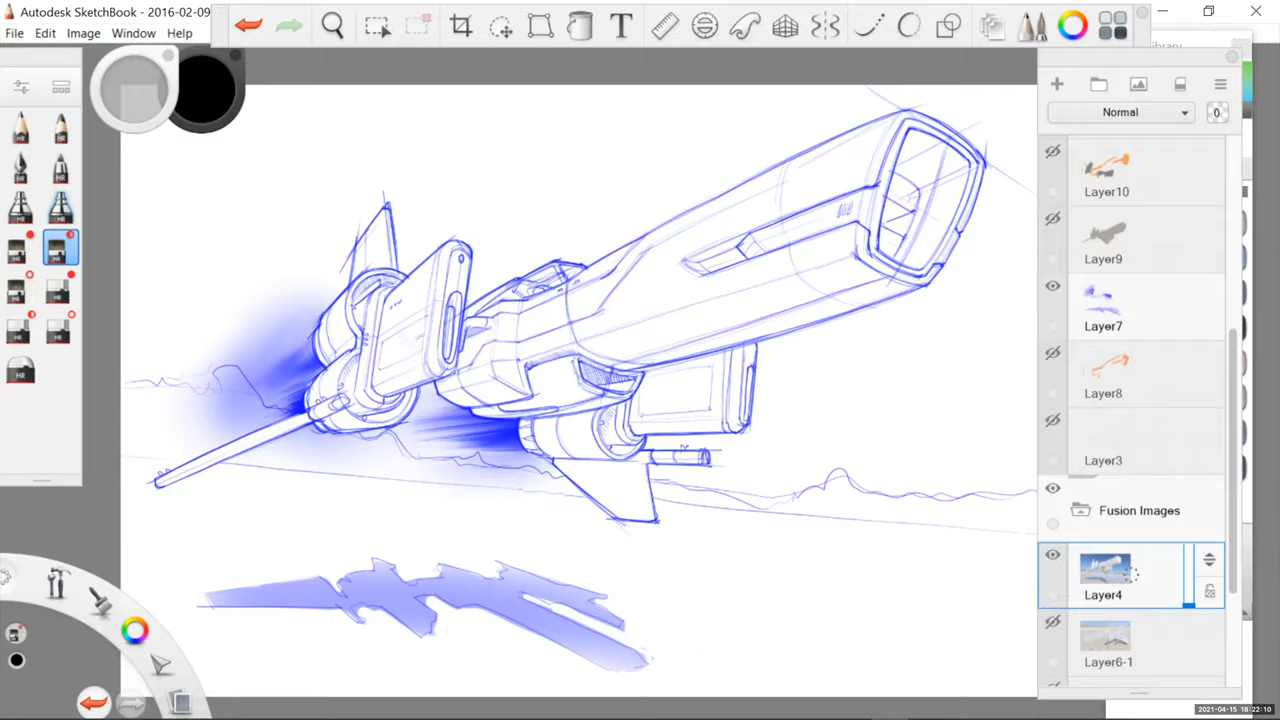 Autodesk SketchBook - 2016-02-09
File Edit Image Window Help
T
Normal
Layer10
Layer9
Layer7
Layer8
Layer3
Fusion Images
Layer4
Layer6-1
2021-04-15 18:22:10